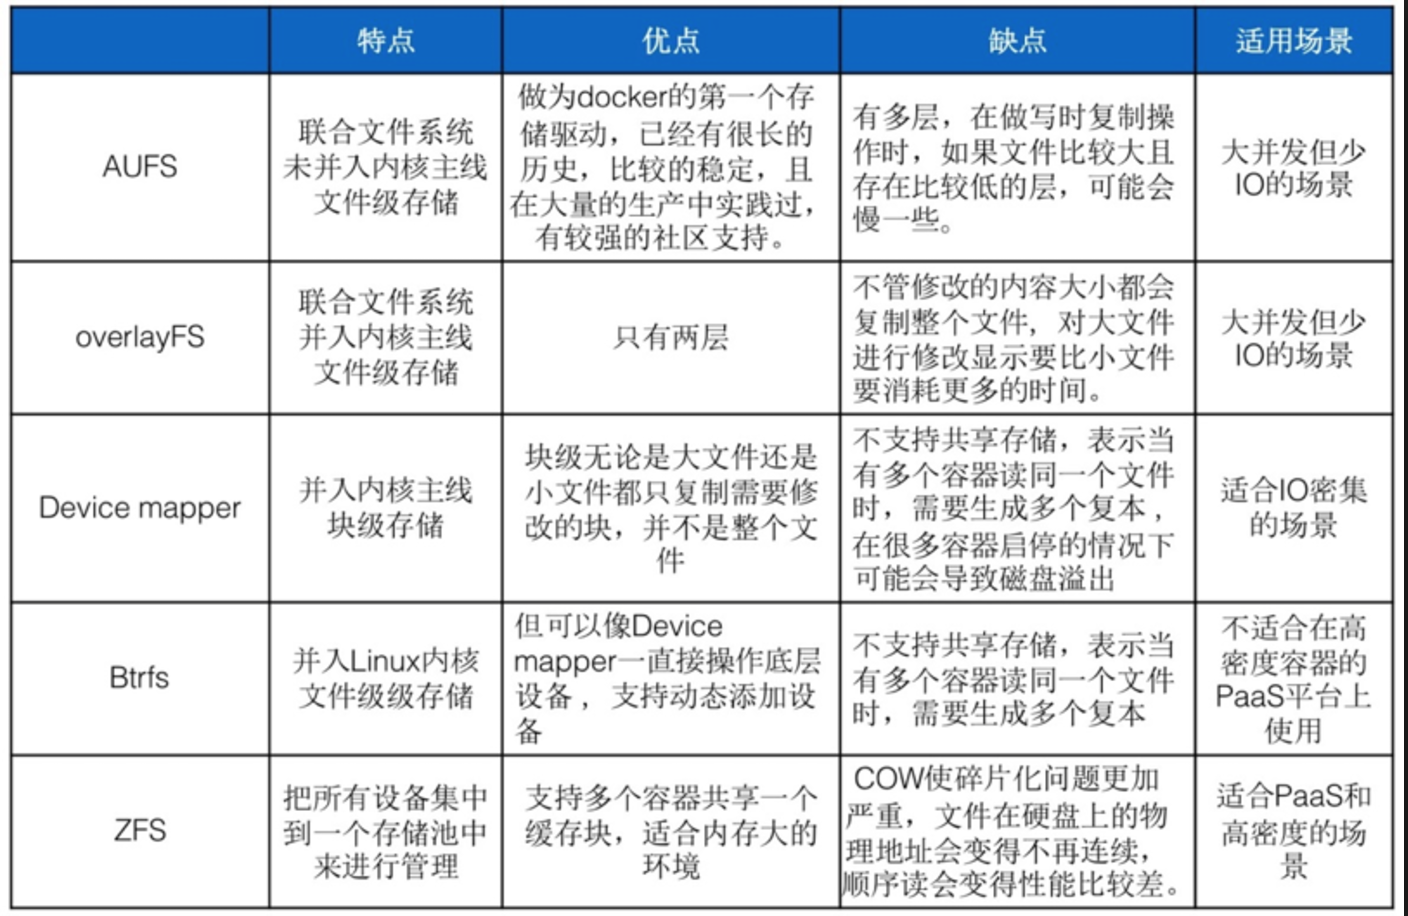 特点
优点
缺点
适用场景
AUFS
联合文件系统
未并入内核主线
文件级存储
做为docker的第一个存
储驱动，已经有很长的
历史，比较的稳定，且
在大量的生产中实践过，
有较强的社区支持。
有多层，在做写时复制操
作时，如果文件比较大且
存在比较低的层，可能会
慢一些。
大并发但少
IO的场景
overlayFS
联合文件系统
并入内核主线
文件级存储
只有两层
不管修改的内容大小都会
复制整个文件，对大文件
进行修改显示要比小文件
要消耗更多的时间。
大并发但少
IO的场景
Device mapper
并入内核主线
块级存储
块级无论是大文件还是
小文件都只复制需要修
改的块，并不是整个文
件
不支持共享存储，表示当
有多个容器读同一个文件
时，需要生成多个复本，
在很多容器启停的情况下
可能会导致磁盘溢出
适合IO密集
的场景
Btrfs
并入Linux内核
文件级级存储
但可以像Device
mapper一直接操作底层
设备，支持动态添加设
备
不支持共享存储，表示当
有多个容器读同一个文件
时，需要生成多个复本
不适合在高
密度容器的
PaaS平台上
使用
ZFS
把所有设备集中
到一个存储池中
来进行管理
支持多个容器共享一个
缓存块，适合内存大的
环境
COW使碎片化问题更加
严重，文件在硬盘上的物
理地址会变得不再连续，
顺序读会变得性能比较差。
适合PaaS和
高密度的场
景